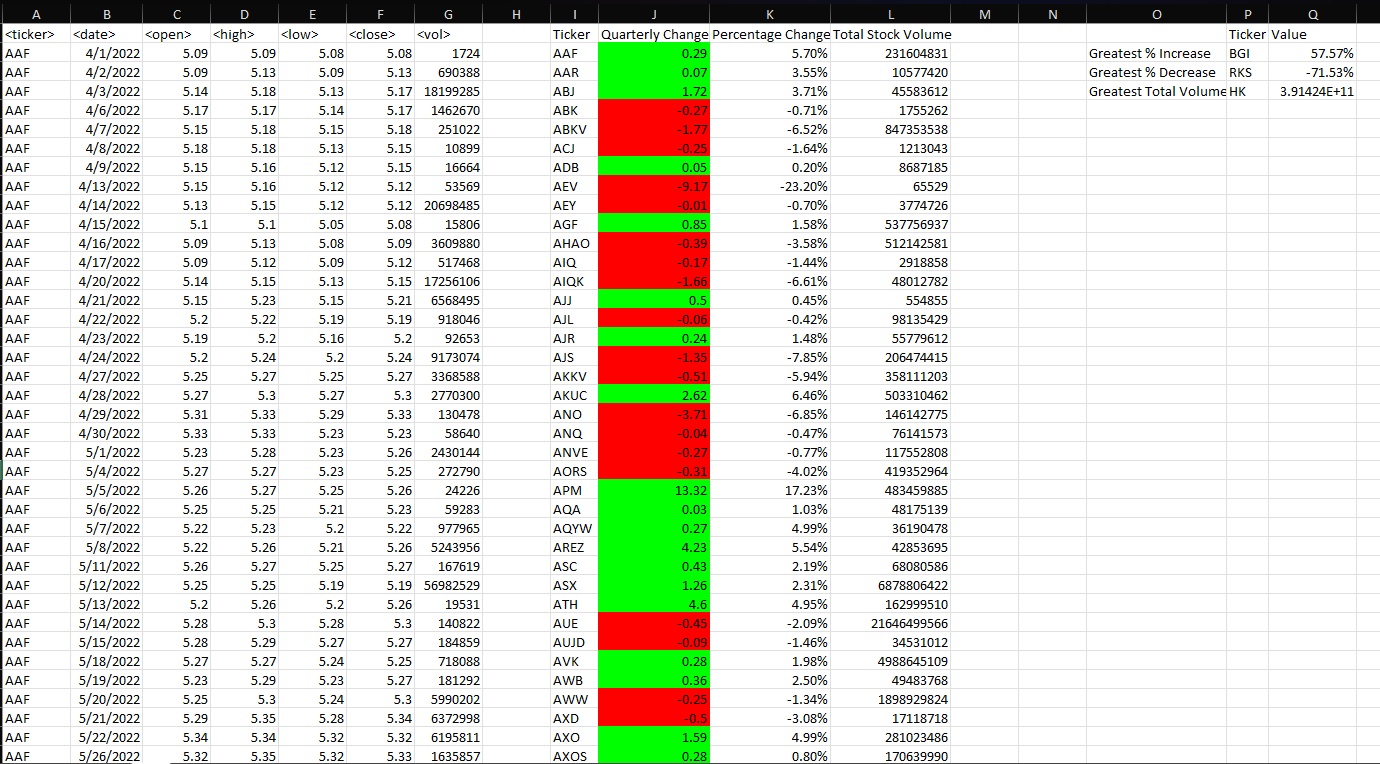 A B C D E F G H I J K L M N O P Q
<ticker> <date> <open> <high> <low> <close> <vol> Ticker Quarterly Change Percentage Change Total Stock Volume Ticker Value
AAF 4/1/2022 5.09 5.09 5.08 5.08 1724 AAF 0.29 5.70% 231604831 Greatest % Increase BGI 57.57%
AAF 4/2/2022 5.09 5.13 5.09 5.13 690388 AAR 0.07 3.55% 10577420 Greatest % Decrease RKS -71.53%
AAF 4/3/2022 5.14 5.18 5.13 5.17 18199285 ABJ 1.72 3.71% 45583612 Greatest Total Volume HK 3.91424E+11
AAF 4/6/2022 5.17 5.17 5.14 5.17 1462670 ABK -0.27 -0.71% 1755262
AAF 4/7/2022 5.15 5.18 5.15 5.18 251022 ABKV -1.77 -6.52% 847353538
AAF 4/8/2022 5.18 5.18 5.13 5.15 10899 ACJ -0.25 -1.64% 1213043
AAF 4/9/2022 5.15 5.16 5.12 5.15 16664 ADB 0.05 0.20% 8687185
AAF 4/13/2022 5.15 5.16 5.12 5.12 53569 AEV -9.17 -23.20% 65529
AAF 4/14/2022 5.13 5.15 5.12 5.12 20698485 AEY -0.01 -0.70% 3774726
AAF 4/15/2022 5.1 5.1 5.05 5.08 15806 AGF 0.85 1.58% 537756937
AAF 4/16/2022 5.09 5.13 5.08 5.09 3609880 AHAO -0.39 -3.58% 512142581
AAF 4/17/2022 5.09 5.12 5.09 5.12 517468 AIQ -0.17 -1.44% 2918858
AAF 4/20/2022 5.14 5.15 5.13 5.15 17256106 AIQK -1.66 -6.61% 48012782
AAF 4/21/2022 5.15 5.23 5.15 5.21 6568495 AJJ 0.5 0.45% 554855
AAF 4/22/2022 5.2 5.22 5.19 5.19 918046 AJL -0.06 -0.42% 98135429
AAF 4/23/2022 5.19 5.2 5.16 5.2 92653 AJR 0.24 1.48% 55779612
AAF 4/24/2022 5.2 5.24 5.2 5.24 9173074 AJS -1.35 -7.85% 206474415
AAF 4/27/2022 5.25 5.27 5.25 5.27 3368588 AKKV -0.51 -5.94% 358111203
AAF 4/28/2022 5.27 5.3 5.27 5.3 2770300 AKUC 2.62 6.46% 503310462
AAF 4/29/2022 5.31 5.33 5.29 5.33 130478 ANO -3.71 -6.85% 146142775
AAF 4/30/2022 5.33 5.33 5.23 5.23 58640 ANQ -0.04 -0.47% 76141573
AAF 5/1/2022 5.23 5.28 5.23 5.26 2430144 ANVE -0.27 -0.77% 117552808
AAF 5/4/2022 5.27 5.27 5.23 5.25 272790 AORS -0.31 -4.02% 419352964
AAF 5/5/2022 5.26 5.27 5.25 5.26 24226 APM 13.32 17.23% 483459885
AAF 5/6/2022 5.25 5.25 5.21 5.23 59283 AQA 0.03 1.03% 48175139
AAF 5/7/2022 5.22 5.23 5.2 5.22 977965 AQYW 0.27 4.99% 36190478
AAF 5/8/2022 5.22 5.26 5.21 5.26 5243956 AREZ 4.23 5.54% 42853695
AAF 5/11/2022 5.26 5.27 5.25 5.27 167619 ASC 0.43 2.19% 68080586
AAF 5/12/2022 5.25 5.25 5.19 5.19 56982529 ASX 1.26 2.31% 6878806422
AAF 5/13/2022 5.2 5.26 5.2 5.26 19531 ATH 4.6 4.95% 162999510
AAF 5/14/2022 5.28 5.3 5.28 5.3 140822 AUE -0.45 -2.09% 21646499566
AAF 5/15/2022 5.28 5.29 5.27 5.27 184859 AUJD -0.09 -1.46% 34531012
AAF 5/18/2022 5.27 5.27 5.24 5.25 718088 AVK 0.28 1.98% 4988645109
AAF 5/19/2022 5.23 5.29 5.23 5.27 181292 AWB 0.36 2.50% 49483768
AAF 5/20/2022 5.25 5.3 5.24 5.3 5990202 AWW -0.25 -1.34% 1898929824
AAF 5/21/2022 5.29 5.35 5.28 5.34 6372998 AXD -0.5 -3.08% 17118718
AAF 5/22/2022 5.34 5.34 5.32 5.32 6195811 AXO 1.59 4.99% 281023486
AAF 5/26/2022 5.32 5.35 5.32 5.33 1635857 AXOS 0.28 0.80% 170639990